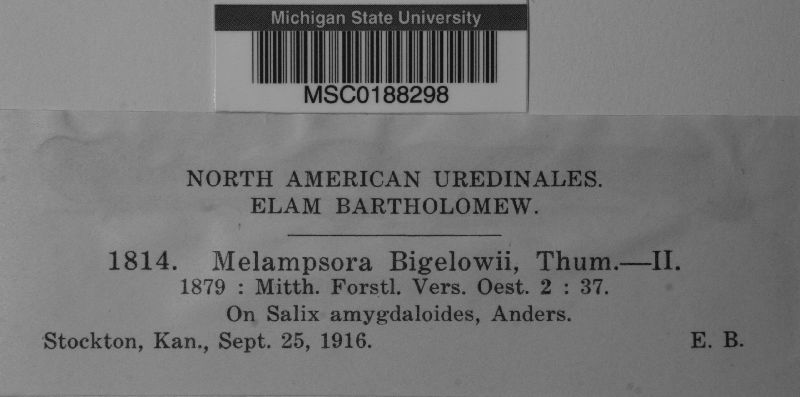 Michigan State University
MSC0188298
NORTH AMERICAN UREDINALES.
ELAM BARTHOLOMEW.
1814. Melampsora Bigelowii, Thum.—II.
1879 : Mitth. Forstl. Vers. Oest. 2 : 37.
On Salix amygdaloides, Anders.
Stockton, Kan., Sept. 25, 1916. E. B.